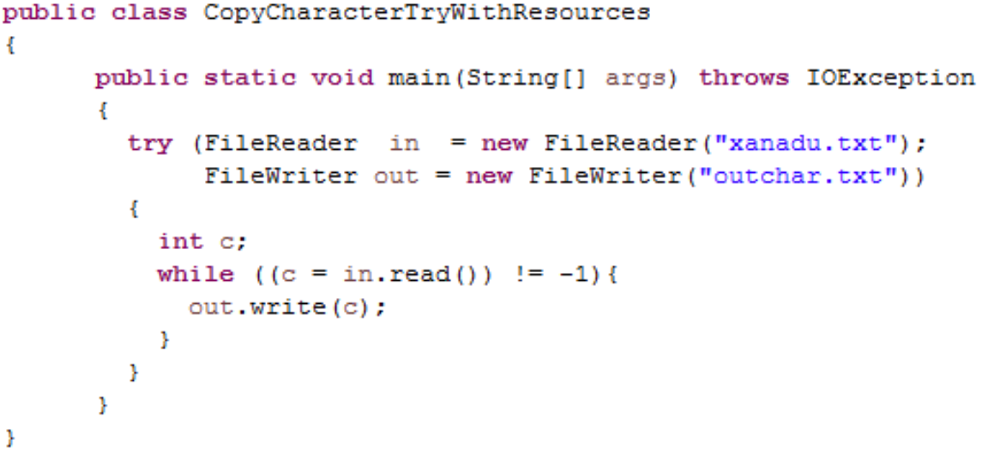 public class CopyCharacterTryWithResources
{
public static void main(String[] args) throws IOException
{
try (FileReader in = new FileReader("xanadu.txt");
FileWriter out = new FileWriter("outchar.txt"))
{
int c;
while ((c = in.read()) != -1){
out.write(c);
}
}
}
}